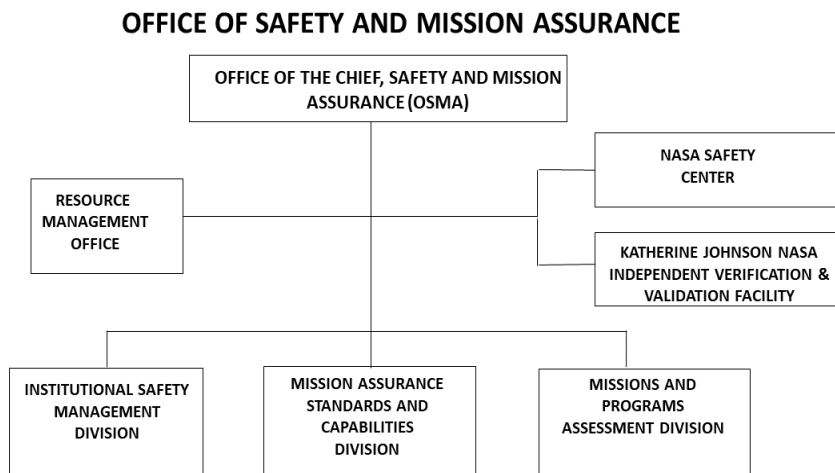 OFFICE OF SAFETY AND MISSION ASSURANCE
OFFICE OF THE CHIEF, SAFETY AND MISSION
ASSURANCE (OSMA)
NASA SAFETY
CENTER
RESOURCE
MANAGEMENT
OFFICE
KATHERINE JOHNSON NASA
INDEPENDENT VERIFICATION &
VALIDATION FACILITY
INSTITUTIONAL SAFETY
MANAGEMENT
DIVISION
MISSION ASSURANCE
STANDARDS AND
CAPABILITIES
DIVISION
MISSIONS AND
PROGRAMS
ASSESSMENT DIVISION